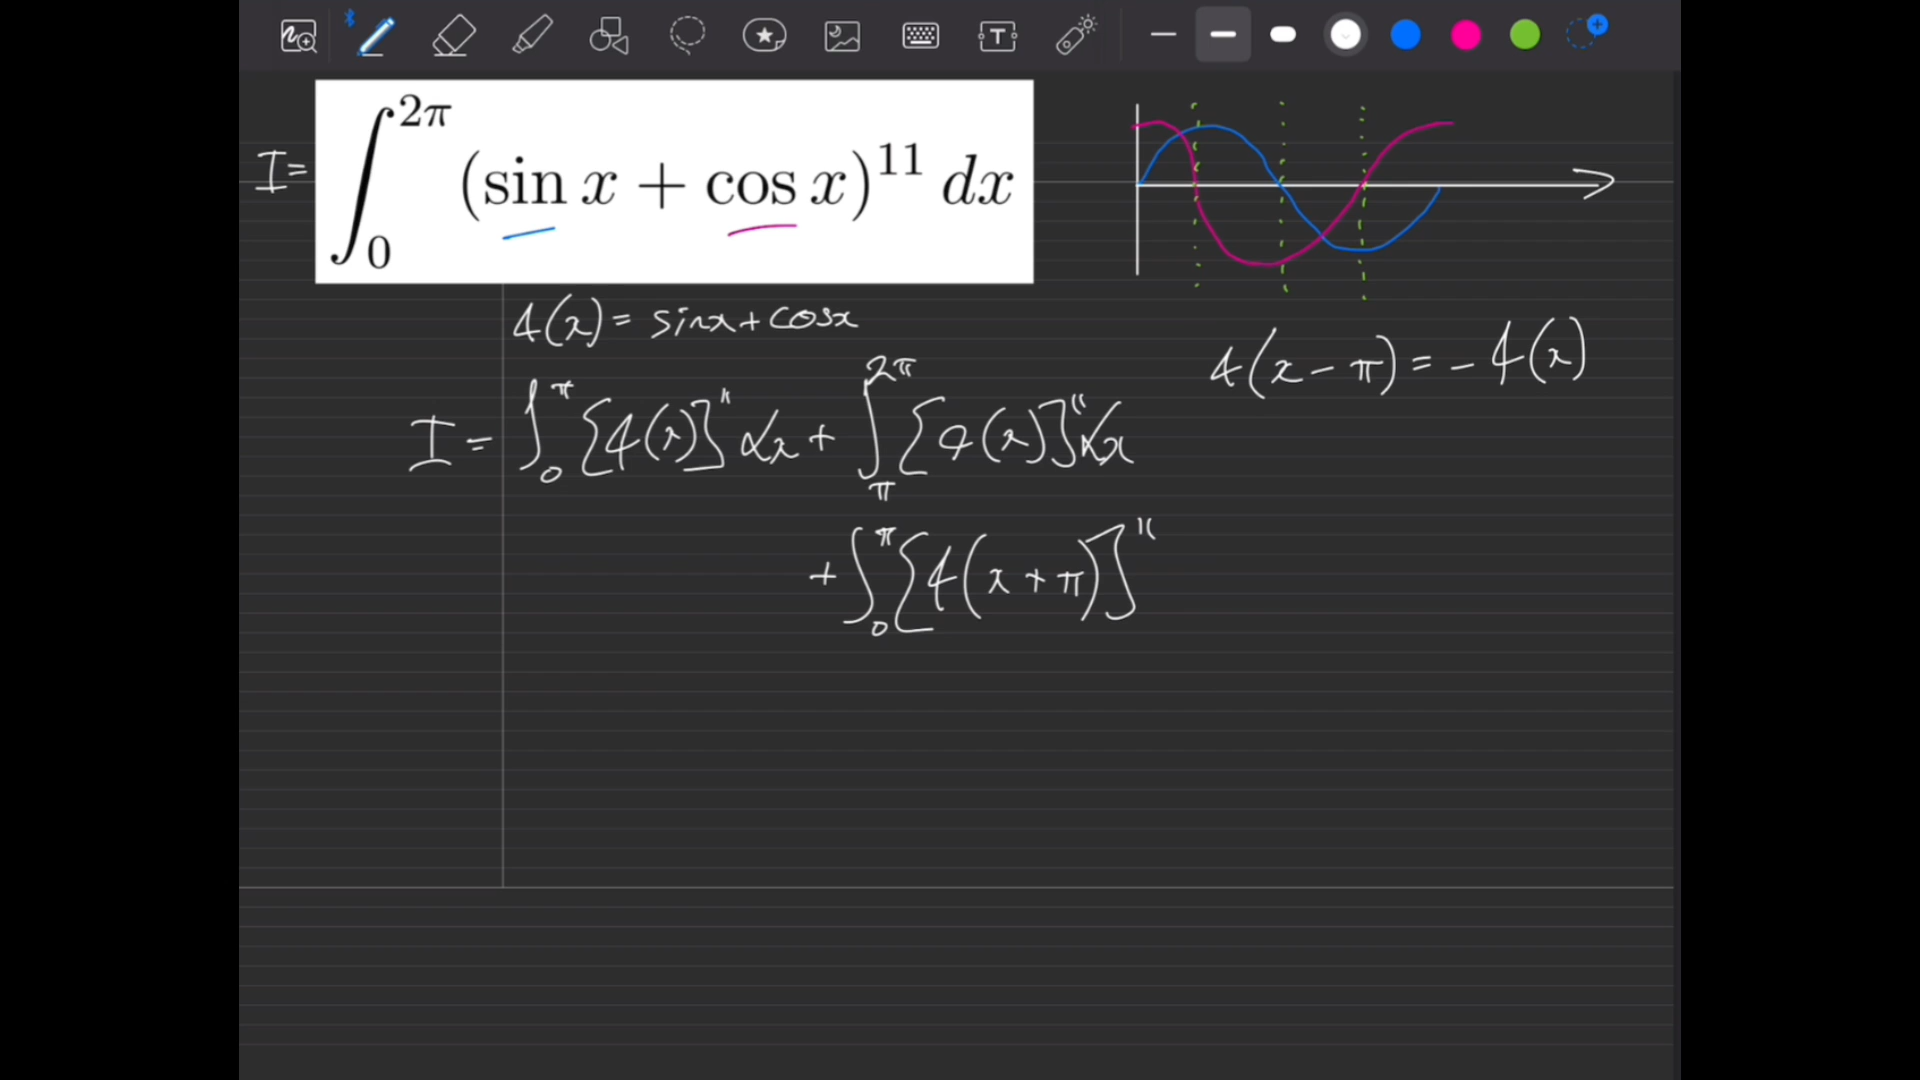 I = ∫₀^{2π} (sin x + cos x)^{11} dx
f(x) = sinx + cosx
f(x − π) = − f(x)
I = ∫₀^π [f(x)]^{11} dx + ∫_π^{2π} [f(x)]^{11} dx
+ ∫₀^π [f(x + π)]^{11}